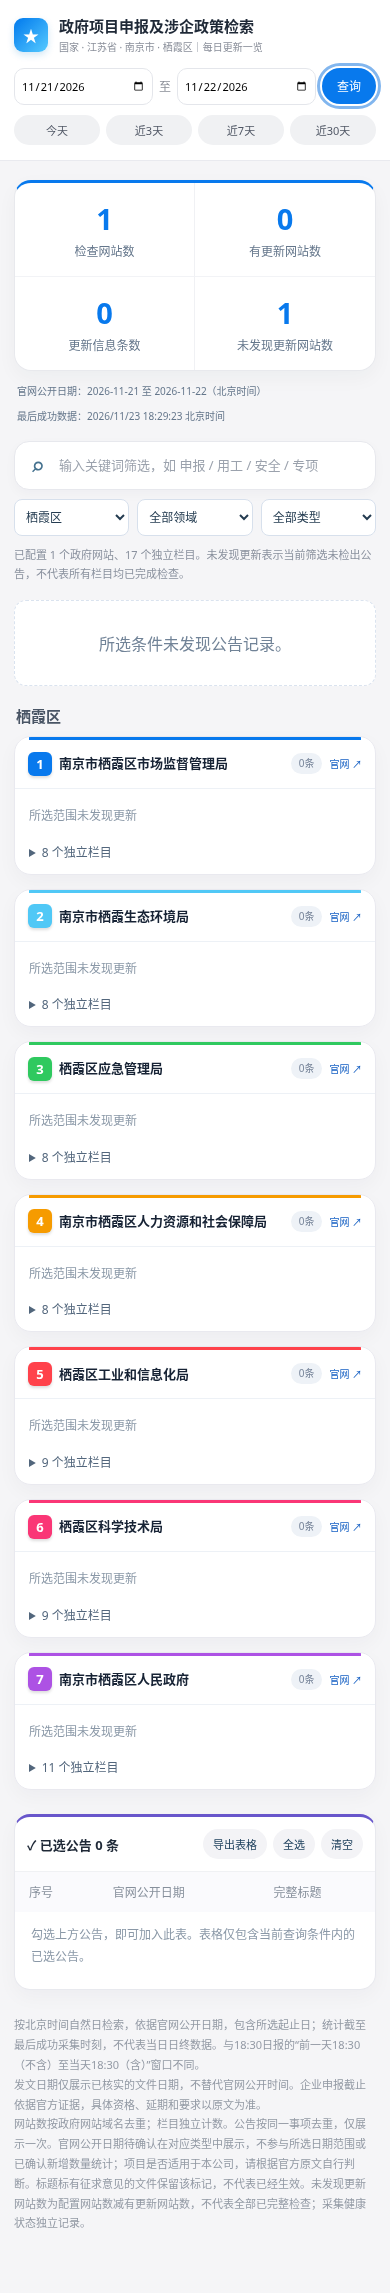 政府项目申报及涉企政策检索
国家 · 江苏省 · 南京市 · 栖霞区｜每日更新一览
11/21/2026 至 11/22/2026 查询
今天 近3天 近7天 近30天
1 0
检查网站数 有更新网站数
0 1
更新信息条数 未发现更新网站数
官网公开日期：2026-11-21 至 2026-11-22（北京时间）
最后成功数据：2026/11/23 18:29:23 北京时间
输入关键词筛选，如 申报 / 用工 / 安全 / 专项
栖霞区 全部领域 全部类型
已配置 1 个政府网站、17 个独立栏目。未发现更新表示当前筛选未检出公
告，不代表所有栏目均已完成检查。
所选条件未发现公告记录。
栖霞区
1 南京市栖霞区市场监督管理局 0条 官网 ↗
所选范围未发现更新
▶ 8 个独立栏目
2 南京市栖霞生态环境局 0条 官网 ↗
所选范围未发现更新
▶ 8 个独立栏目
3 栖霞区应急管理局 0条 官网 ↗
所选范围未发现更新
▶ 8 个独立栏目
4 南京市栖霞区人力资源和社会保障局 0条 官网 ↗
所选范围未发现更新
▶ 8 个独立栏目
5 栖霞区工业和信息化局 0条 官网 ↗
所选范围未发现更新
▶ 9 个独立栏目
6 栖霞区科学技术局 0条 官网 ↗
所选范围未发现更新
▶ 9 个独立栏目
7 南京市栖霞区人民政府 0条 官网 ↗
所选范围未发现更新
▶ 11 个独立栏目
✓ 已选公告 0 条 导出表格 全选 清空
序号 官网公开日期 完整标题
勾选上方公告，即可加入此表。表格仅包含当前查询条件内的
已选公告。
按北京时间自然日检索，依据官网公开日期，包含所选起止日；统计截至
最后成功采集时刻，不代表当日日终数据。与18:30日报的“前一天18:30
（不含）至当天18:30（含）”窗口不同。
发文日期仅展示已核实的文件日期，不替代官网公开时间。企业申报截止
依据官方证据，具体资格、延期和要求以原文为准。
网站数按政府网站域名去重；栏目独立计数。公告按同一事项去重，仅展
示一次。官网公开日期待确认在对应类型中展示，不参与所选日期范围或
已确认新增数量统计；项目是否适用于本公司，请根据官方原文自行判
断。标题标有征求意见的文件保留该标记，不代表已经生效。未发现更新
网站数为配置网站数减有更新网站数，不代表全部已完整检查；采集健康
状态独立记录。